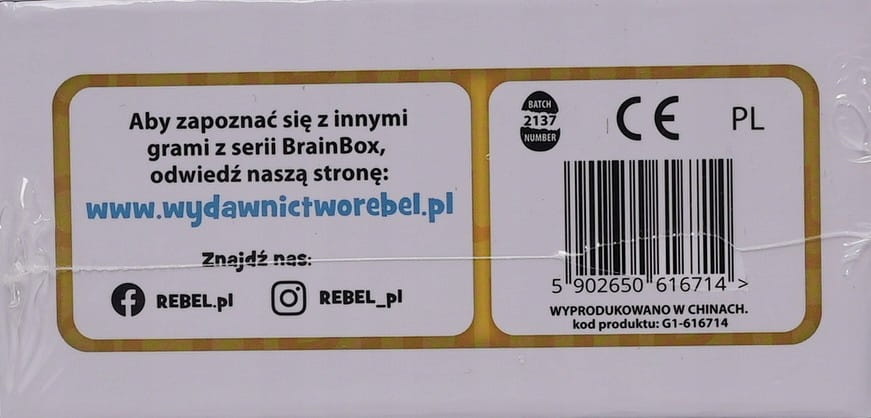 Aby zapoznać się z innymi
grami z serii BrainBox,
odwiedź naszą stronę:
www.wydawnictworebel.pl
Znajdź nas:
REBEL.pl REBEL_pl
BATCH
2137
NUMBER
CE PL
5 902650 616714 >
WYPRODUKOWANO W CHINACH.
kod produktu: G1-616714